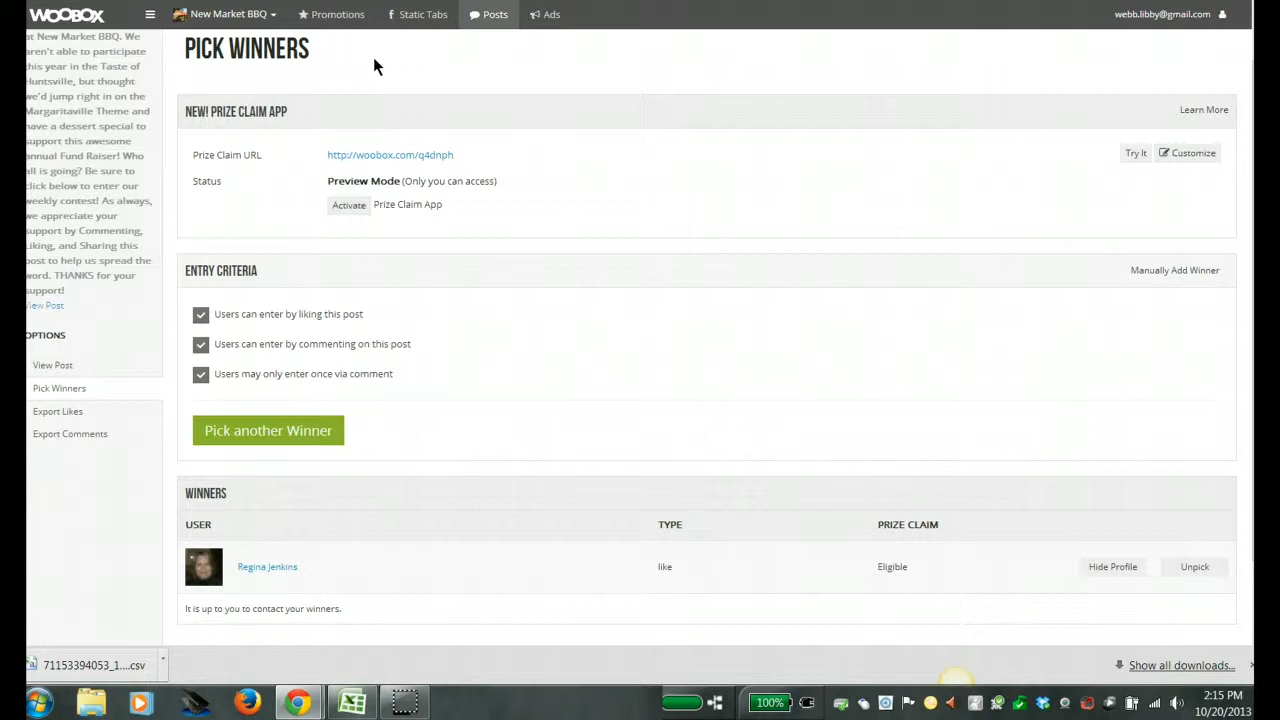 WOOBOX
New Market BBQ
Promotions
Static Tabs
Posts
Ads
webb.libby@gmail.com
at New Market BBQ. We
aren't able to participate
this year in the Taste of
Huntsville, but thought
we'd jump right in on the
Margaritaville Theme and
have a dessert special to
support this awesome
annual Fund Raiser! Who
all is going? Be sure to
click below to enter our
weekly contest! As always,
we appreciate your
support by Commenting,
Liking, and Sharing this
post to help us spread the
word. THANKS for your
support!
View Post
OPTIONS
View Post
Pick Winners
Export Likes
Export Comments
PICK WINNERS
NEW! PRIZE CLAIM APP
Learn More
Prize Claim URL
http://woobox.com/q4dnph
Try It
Customize
Status
Preview Mode (Only you can access)
Activate Prize Claim App
ENTRY CRITERIA
Manually Add Winner
Users can enter by liking this post
Users can enter by commenting on this post
Users may only enter once via comment
Pick another Winner
WINNERS
USER
TYPE
PRIZE CLAIM
Regina Jenkins
like
Eligible
Hide Profile
Unpick
It is up to you to contact your winners.
71153394053_1....csv
Show all downloads...
100%
2:15 PM
10/20/2013